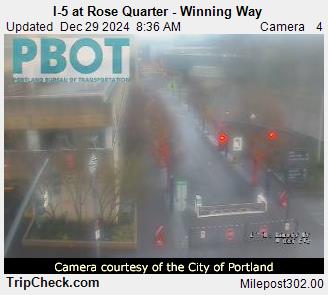 I-5 at Rose Quarter - Winning Way
Updated Dec 29 2024 8:36 AM Camera 4
PBOT
PORTLAND BUREAU OF TRANSPORTATION
Camera courtesy of the City of Portland
TripCheck.com Milepost302.00